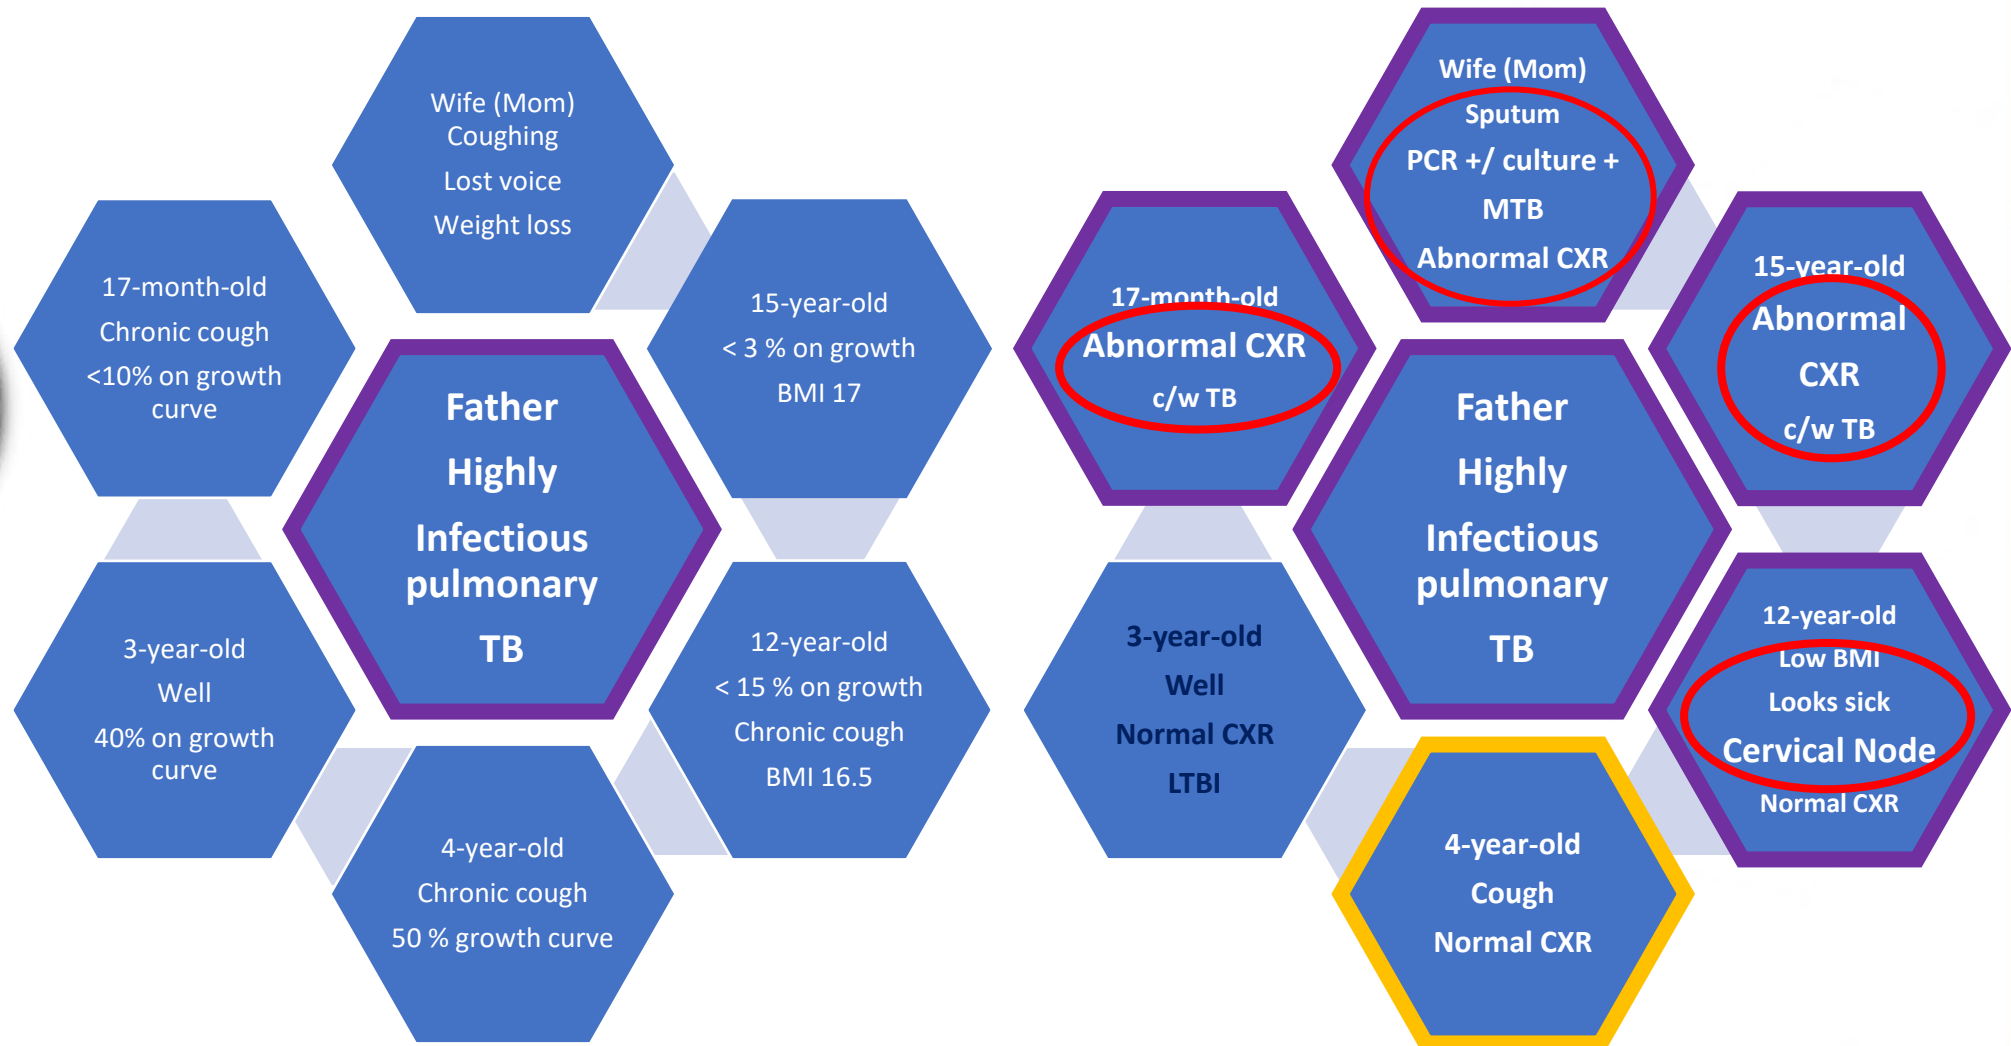 Wife (Mom)
Coughing
Lost voice
Weight loss
17-month-old
Chronic cough
<10% on growth
curve
15-year-old
< 3 % on growth
BMI 17
Father
Highly
Infectious
pulmonary
TB
3-year-old
Well
40% on growth
curve
12-year-old
< 15 % on growth
Chronic cough
BMI 16.5
4-year-old
Chronic cough
50 % growth curve
Wife (Mom)
Sputum
PCR +/ culture +
MTB
Abnormal CXR
17-month-old
Abnormal CXR
c/w TB
15-year-old
Abnormal
CXR
c/w TB
Father
Highly
Infectious
pulmonary
TB
3-year-old
Well
Normal CXR
LTBI
12-year-old
Low BMI
Looks sick
Cervical Node
Normal CXR
4-year-old
Cough
Normal CXR